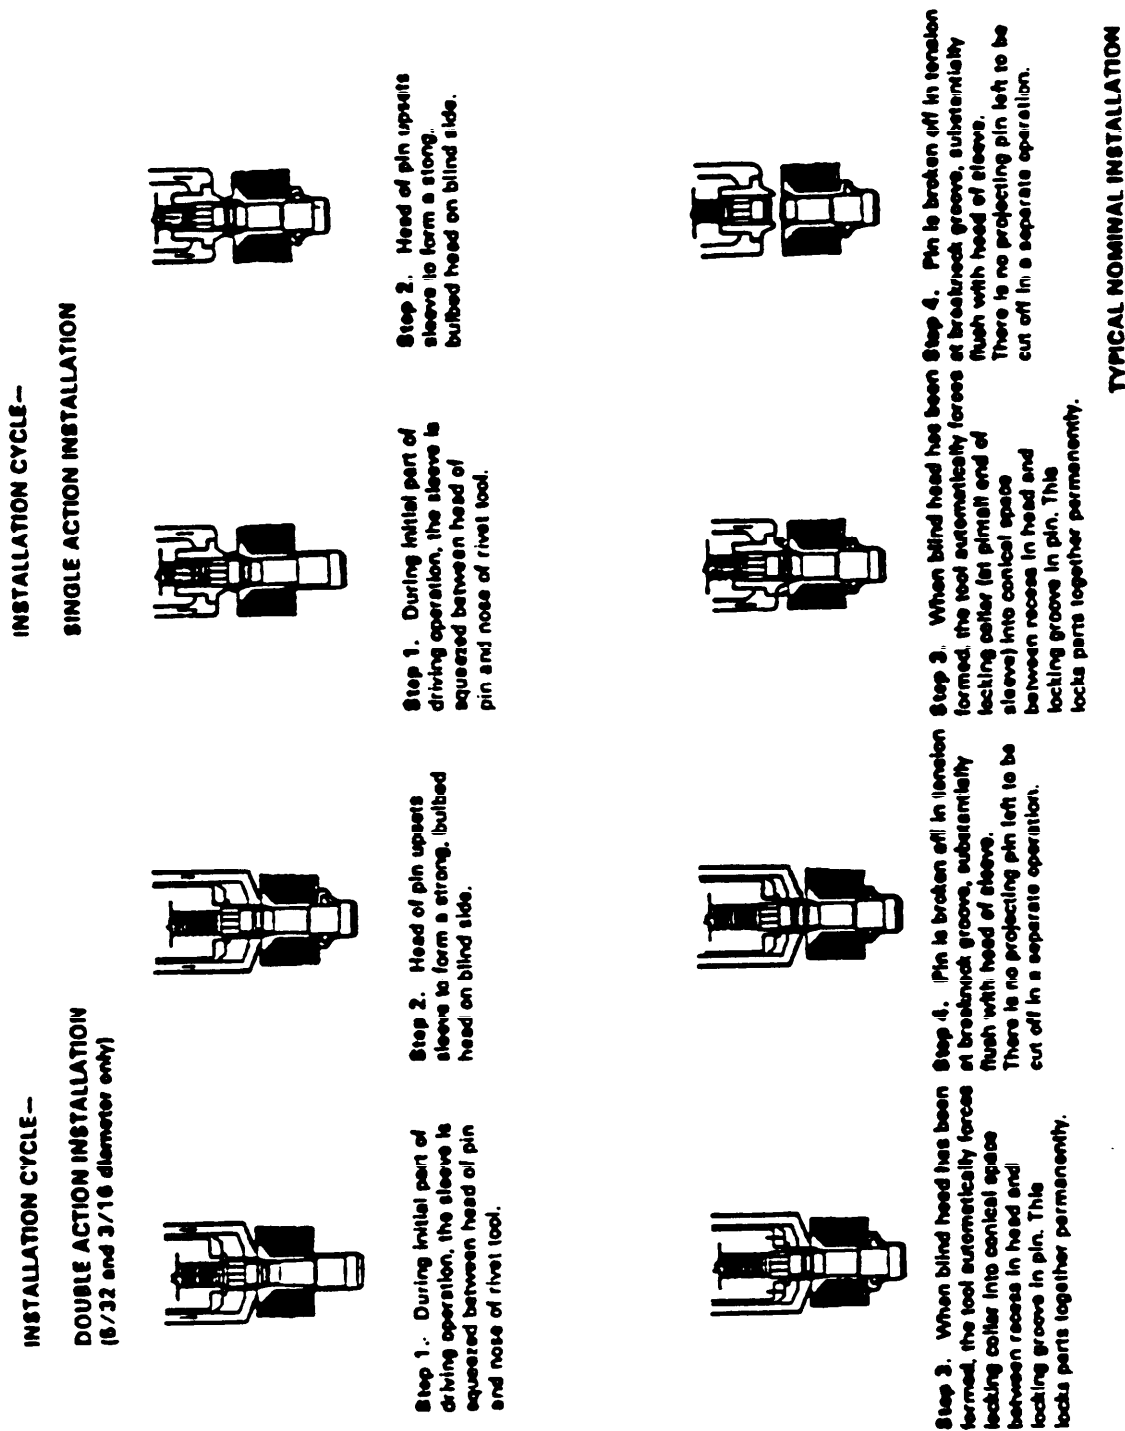 INSTALLATION CYCLE—
DOUBLE ACTION INSTALLATION
(5/32 and 3/16 diameter only)
Step 1. During initial part of
driving operation, the sleeve is
squeezed between head of pin
and nose of rivet tool.
Step 2. Head of pin upsets
sleeve to form a strong, bulbed
head on blind side.
Step 3. When blind head has been
formed, the tool automatically forces
locking collar into conical space
between recess in head and
locking groove in pin. This
locks parts together permanently.
Step 4. Pin is broken off in tension
at breakneck groove, substantially
flush with head of sleeve.
There is no projecting pin left to be
cut off in a separate operation.
INSTALLATION CYCLE—
SINGLE ACTION INSTALLATION
Step 1. During initial part of
driving operation, the sleeve is
squeezed between head of
pin and nose of rivet tool.
Step 2. Head of pin upsets
sleeve to form a stong,
bulbed head on blind side.
Step 3. When blind head has been
formed, the tool automatically forces
locking collar (at pintail end of
sleeve) into conical space
between recess in head and
locking groove in pin. This
locks parts together permanently.
Step 4. Pin is broken off in tension
at breakneck groove, substantially
flush with head of sleeve.
There is no projecting pin left to be
cut off in a separate operation.
TYPICAL NOMINAL INSTALLATION